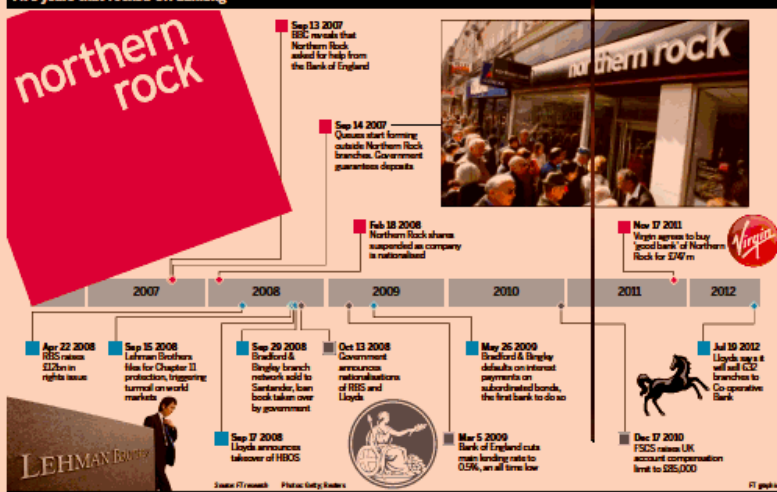 northern
rock
Sep 13 2007
BBC reveals that
Northern Rock
asked for help from
the Bank of England
northern rock
Sep 14 2007
Queues start forming
outside Northern Rock
branches. Government
guarantees deposits
Feb 18 2008
Northern Rock shares
suspended as company
is nationalised
Nov 17 2011
Virgin agrees to buy
'good bank' of Northern
Rock for £747m
Virgin
2007
2008
2009
2010
2011
2012
Apr 22 2008
RBS raises
£12bn in
rights issue
Sep 15 2008
Lehman Brothers
files for Chapter 11
protection, triggering
turmoil on world
markets
Sep 29 2008
Bradford &
Bingley branch
network sold to
Santander, loan
book taken over
by government
Oct 13 2008
Government
announces
nationalisations
of RBS and
Lloyds
May 26 2009
Bradford & Bingley
defaults on interest
payments on
subordinated bonds,
the first bank to do so
Jul 19 2012
Lloyds says it
will sell 632
branches to
Co-operative
Bank
Sep 17 2008
Lloyds announces
takeover of HBOS
Mar 5 2009
Bank of England cuts
main lending rate to
0.5%, an all time low
Dec 17 2010
FSCS raises UK
account compensation
limit to £85,000
LEHMAN BROTHERS
Source: FT research Photos: Getty; Reuters
FT graphic